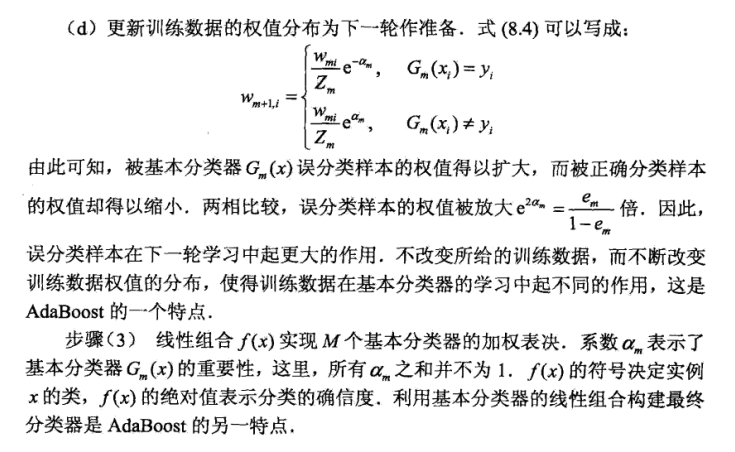 (d) 更新训练数据的权值分布为下一轮作准备．式 (8.4) 可以写成：
w_{m+1,i} = { \frac{w_{mi}}{Z_m} e^{-α_m}, G_m(x_i) = y_i
\frac{w_{mi}}{Z_m} e^{α_m}, G_m(x_i) ≠ y_i
由此可知，被基本分类器 G_m(x) 误分类样本的权值得以扩大，而被正确分类样本
的权值却得以缩小．两相比较，误分类样本的权值被放大 e^{2α_m} = \frac{e_m}{1-e_m} 倍．因此，
误分类样本在下一轮学习中起更大的作用．不改变所给的训练数据，而不断改变
训练数据权值的分布，使得训练数据在基本分类器的学习中起不同的作用，这是
AdaBoost 的一个特点．
步骤(3) 线性组合 f(x) 实现 M 个基本分类器的加权表决．系数 α_m 表示了
基本分类器 G_m(x) 的重要性，这里，所有 α_m 之和并不为 1．f(x) 的符号决定实例
x 的类，f(x) 的绝对值表示分类的确信度．利用基本分类器的线性组合构建最终
分类器是 AdaBoost 的另一特点．